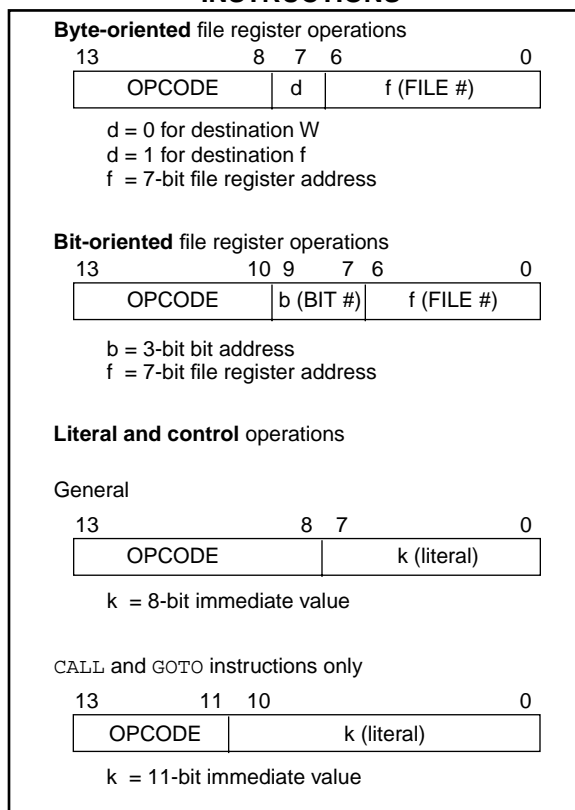 INSTRUCTIONS
Byte-oriented file register operations
13 8 7 6 0
OPCODE d f (FILE #)
d = 0 for destination W
d = 1 for destination f
f = 7-bit file register address
Bit-oriented file register operations
13 10 9 7 6 0
OPCODE b (BIT #) f (FILE #)
b = 3-bit bit address
f = 7-bit file register address
Literal and control operations
General
13 8 7 0
OPCODE k (literal)
k = 8-bit immediate value
CALL and GOTO instructions only
13 11 10 0
OPCODE k (literal)
k = 11-bit immediate value